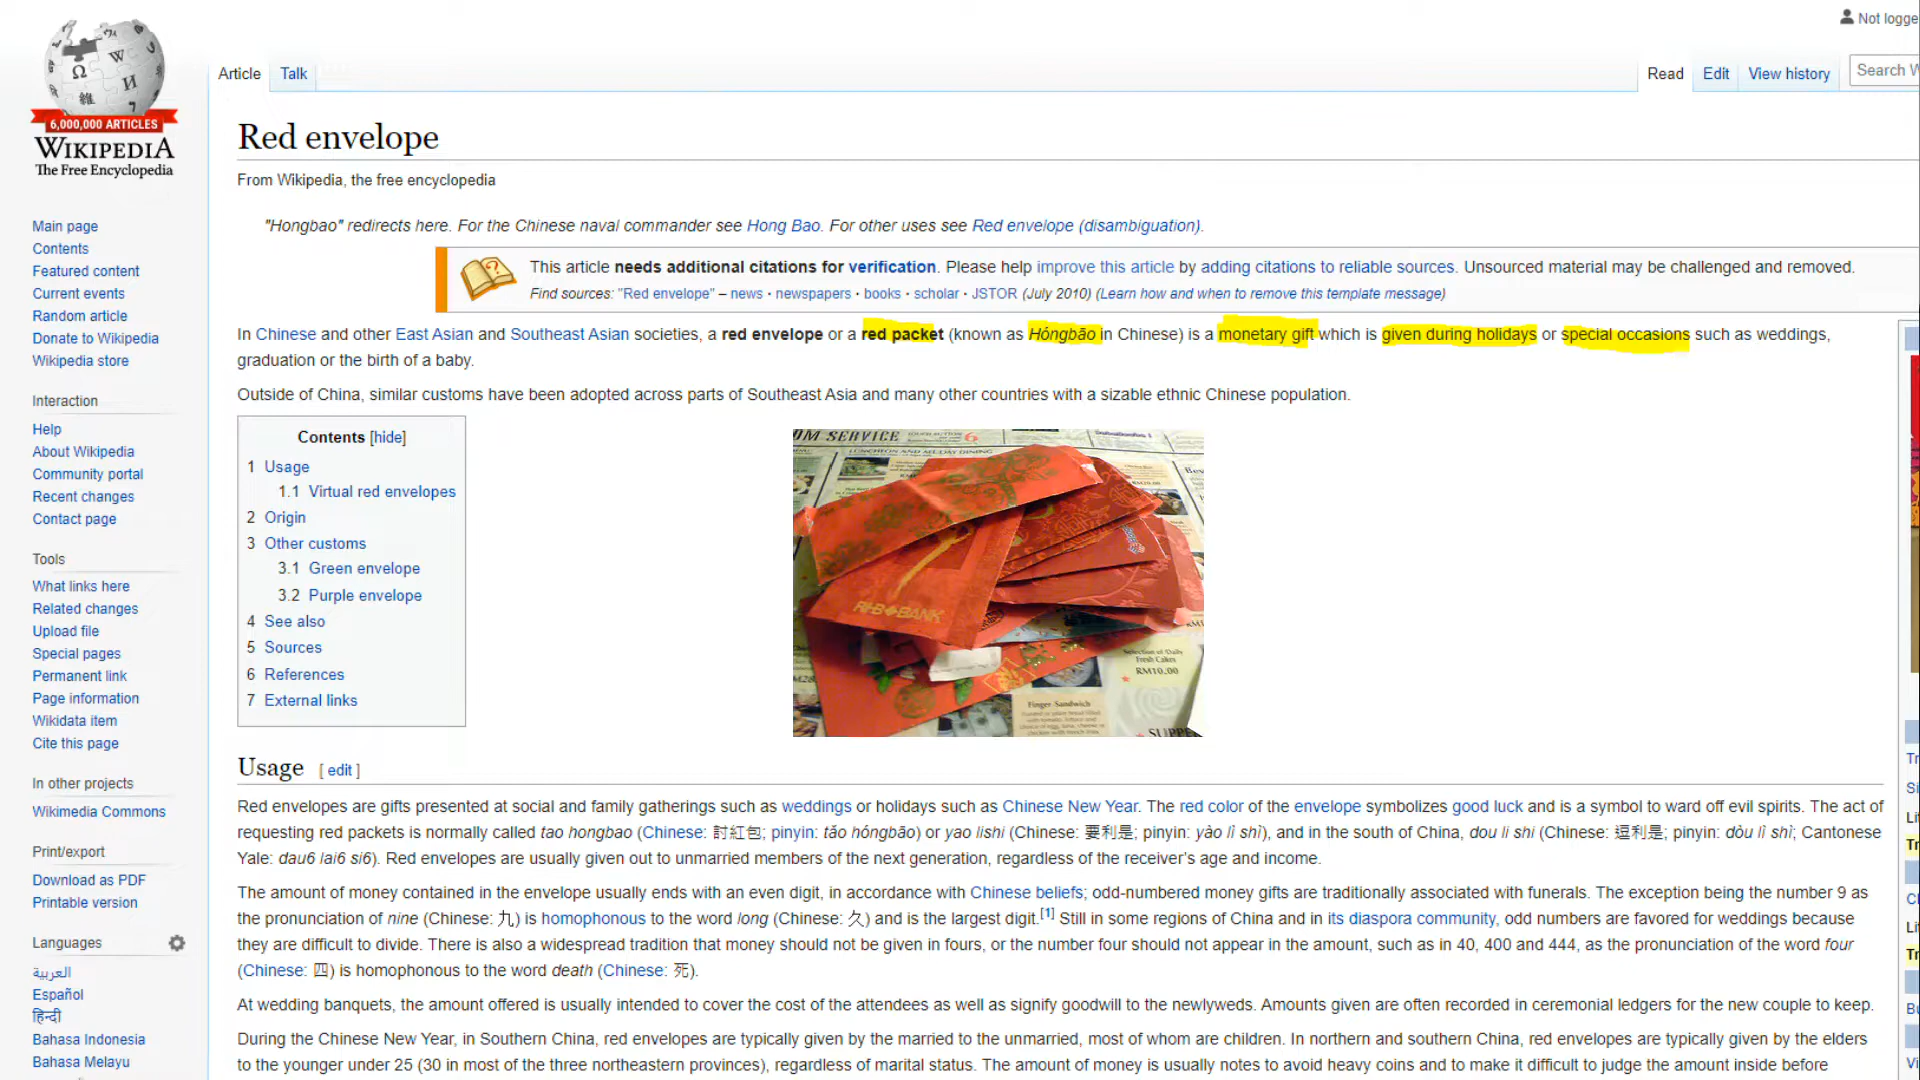 Not logge
Article Talk
Read Edit View history Search W
6,000,000 ARTICLES
WIKIPEDIA
The Free Encyclopedia
Red envelope
From Wikipedia, the free encyclopedia
"Hongbao" redirects here. For the Chinese naval commander see Hong Bao. For other uses see Red envelope (disambiguation).
This article needs additional citations for verification. Please help improve this article by adding citations to reliable sources. Unsourced material may be challenged and removed.
Find sources: "Red envelope" – news · newspapers · books · scholar · JSTOR (July 2010) (Learn how and when to remove this template message)
In Chinese and other East Asian and Southeast Asian societies, a red envelope or a red packet (known as Hóngbāo in Chinese) is a monetary gift which is given during holidays or special occasions such as weddings,
graduation or the birth of a baby.
Outside of China, similar customs have been adopted across parts of Southeast Asia and many other countries with a sizable ethnic Chinese population.
Main page
Contents
Featured content
Current events
Random article
Donate to Wikipedia
Wikipedia store
Interaction
Help
About Wikipedia
Community portal
Recent changes
Contact page
Tools
What links here
Related changes
Upload file
Special pages
Permanent link
Page information
Wikidata item
Cite this page
In other projects
Wikimedia Commons
Print/export
Download as PDF
Printable version
Languages
العربية
Español
हिन्दी
Bahasa Indonesia
Bahasa Melayu
Contents [hide]
1 Usage
1.1 Virtual red envelopes
2 Origin
3 Other customs
3.1 Green envelope
3.2 Purple envelope
4 See also
5 Sources
6 References
7 External links
OM SERVICE
6
LUNCHEON AND ALL DAY DINING
RHB BANK
Selection of Daily
Fresh Cakes
RM10.00
Finger Sandwich
SUPPE
Usage [ edit ]
Red envelopes are gifts presented at social and family gatherings such as weddings or holidays such as Chinese New Year. The red color of the envelope symbolizes good luck and is a symbol to ward off evil spirits. The act of
requesting red packets is normally called tao hongbao (Chinese: 討紅包; pinyin: tǎo hóngbāo) or yao lishi (Chinese: 要利是; pinyin: yào lì shì), and in the south of China, dou li shi (Chinese: 逗利是; pinyin: dòu lì shì; Cantonese
Yale: dau6 lai6 si6). Red envelopes are usually given out to unmarried members of the next generation, regardless of the receiver's age and income.
The amount of money contained in the envelope usually ends with an even digit, in accordance with Chinese beliefs; odd-numbered money gifts are traditionally associated with funerals. The exception being the number 9 as
the pronunciation of nine (Chinese: 九) is homophonous to the word long (Chinese: 久) and is the largest digit.[1] Still in some regions of China and in its diaspora community, odd numbers are favored for weddings because
they are difficult to divide. There is also a widespread tradition that money should not be given in fours, or the number four should not appear in the amount, such as in 40, 400 and 444, as the pronunciation of the word four
(Chinese: 四) is homophonous to the word death (Chinese: 死).
At wedding banquets, the amount offered is usually intended to cover the cost of the attendees as well as signify goodwill to the newlyweds. Amounts given are often recorded in ceremonial ledgers for the new couple to keep.
During the Chinese New Year, in Southern China, red envelopes are typically given by the married to the unmarried, most of whom are children. In northern and southern China, red envelopes are typically given by the elders
to the younger under 25 (30 in most of the three northeastern provinces), regardless of marital status. The amount of money is usually notes to avoid heavy coins and to make it difficult to judge the amount inside before